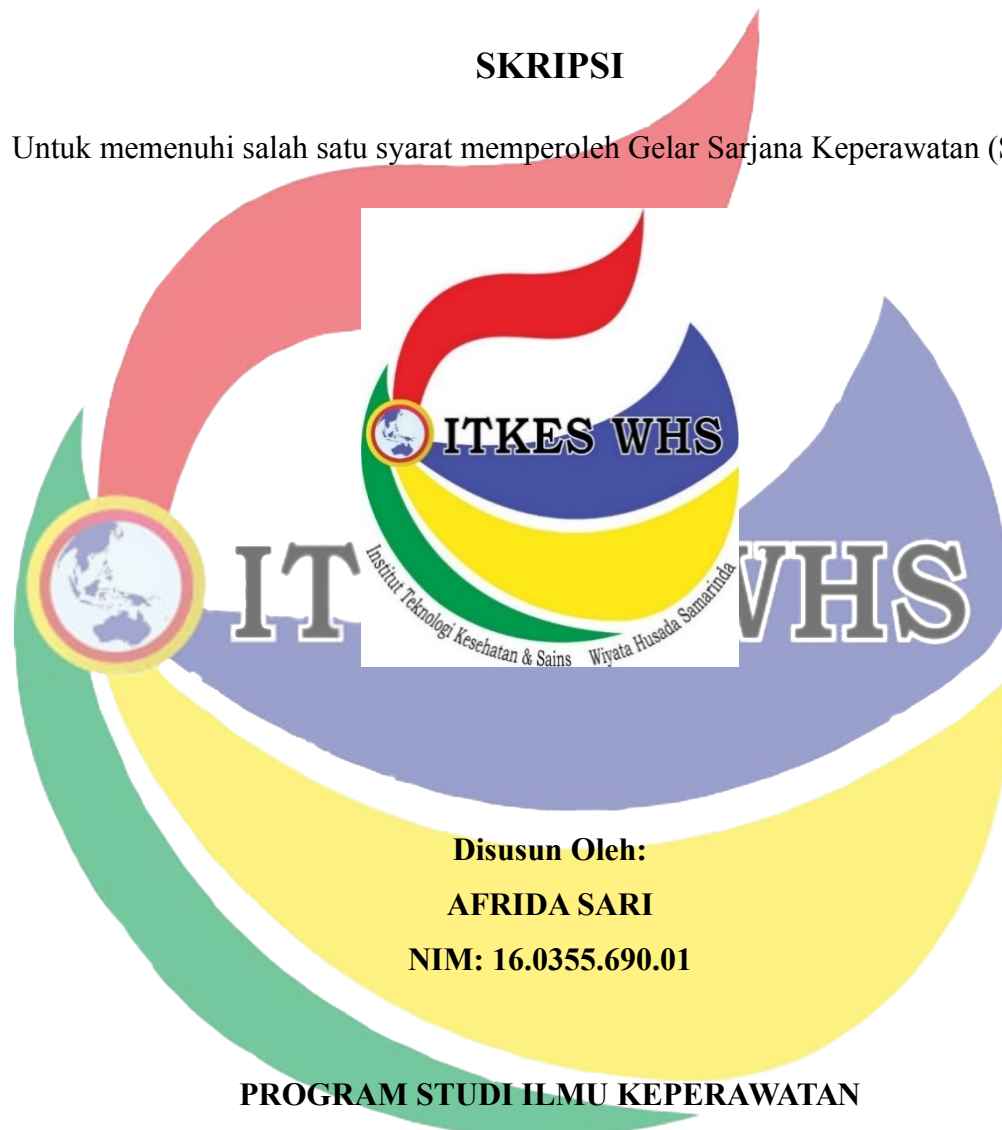 SKRIPSI
Untuk memenuhi salah satu syarat memperoleh Gelar Sarjana Keperawatan (S
ITKES WHS
Institut Teknologi Kesehatan & Sains Wiyata Husada Samarinda
IT WHS
Disusun Oleh:
AFRIDA SARI
NIM: 16.0355.690.01
PROGRAM STUDI ILMU KEPERAWATAN